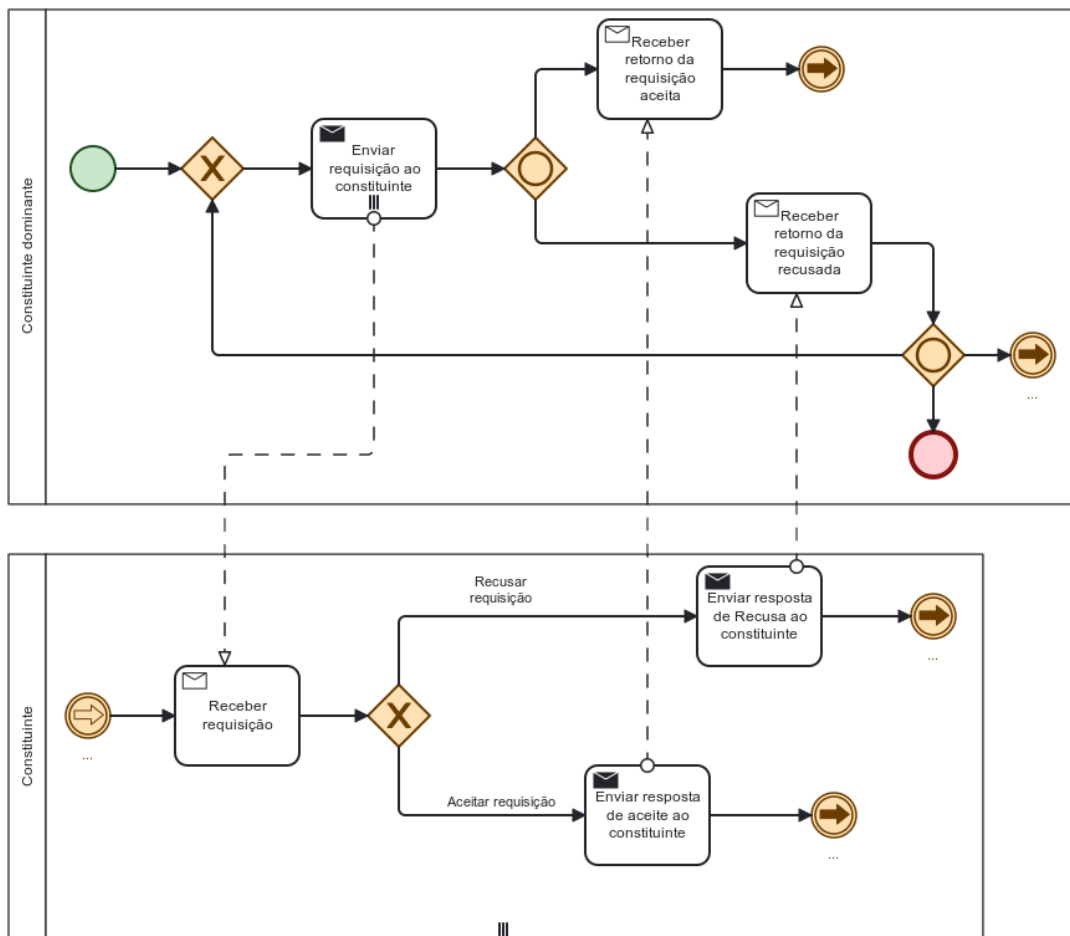 Constituinte dominante
Enviar
requisição ao
constituinte
Receber
retorno da
requisição
aceita
Receber
retorno da
requisição
recusada
...
Constituinte
...
Receber
requisição
Recusar
requisição
Aceitar requisição
Enviar resposta
de Recusa ao
constituinte
...
Enviar resposta
de aceite ao
constituinte
...